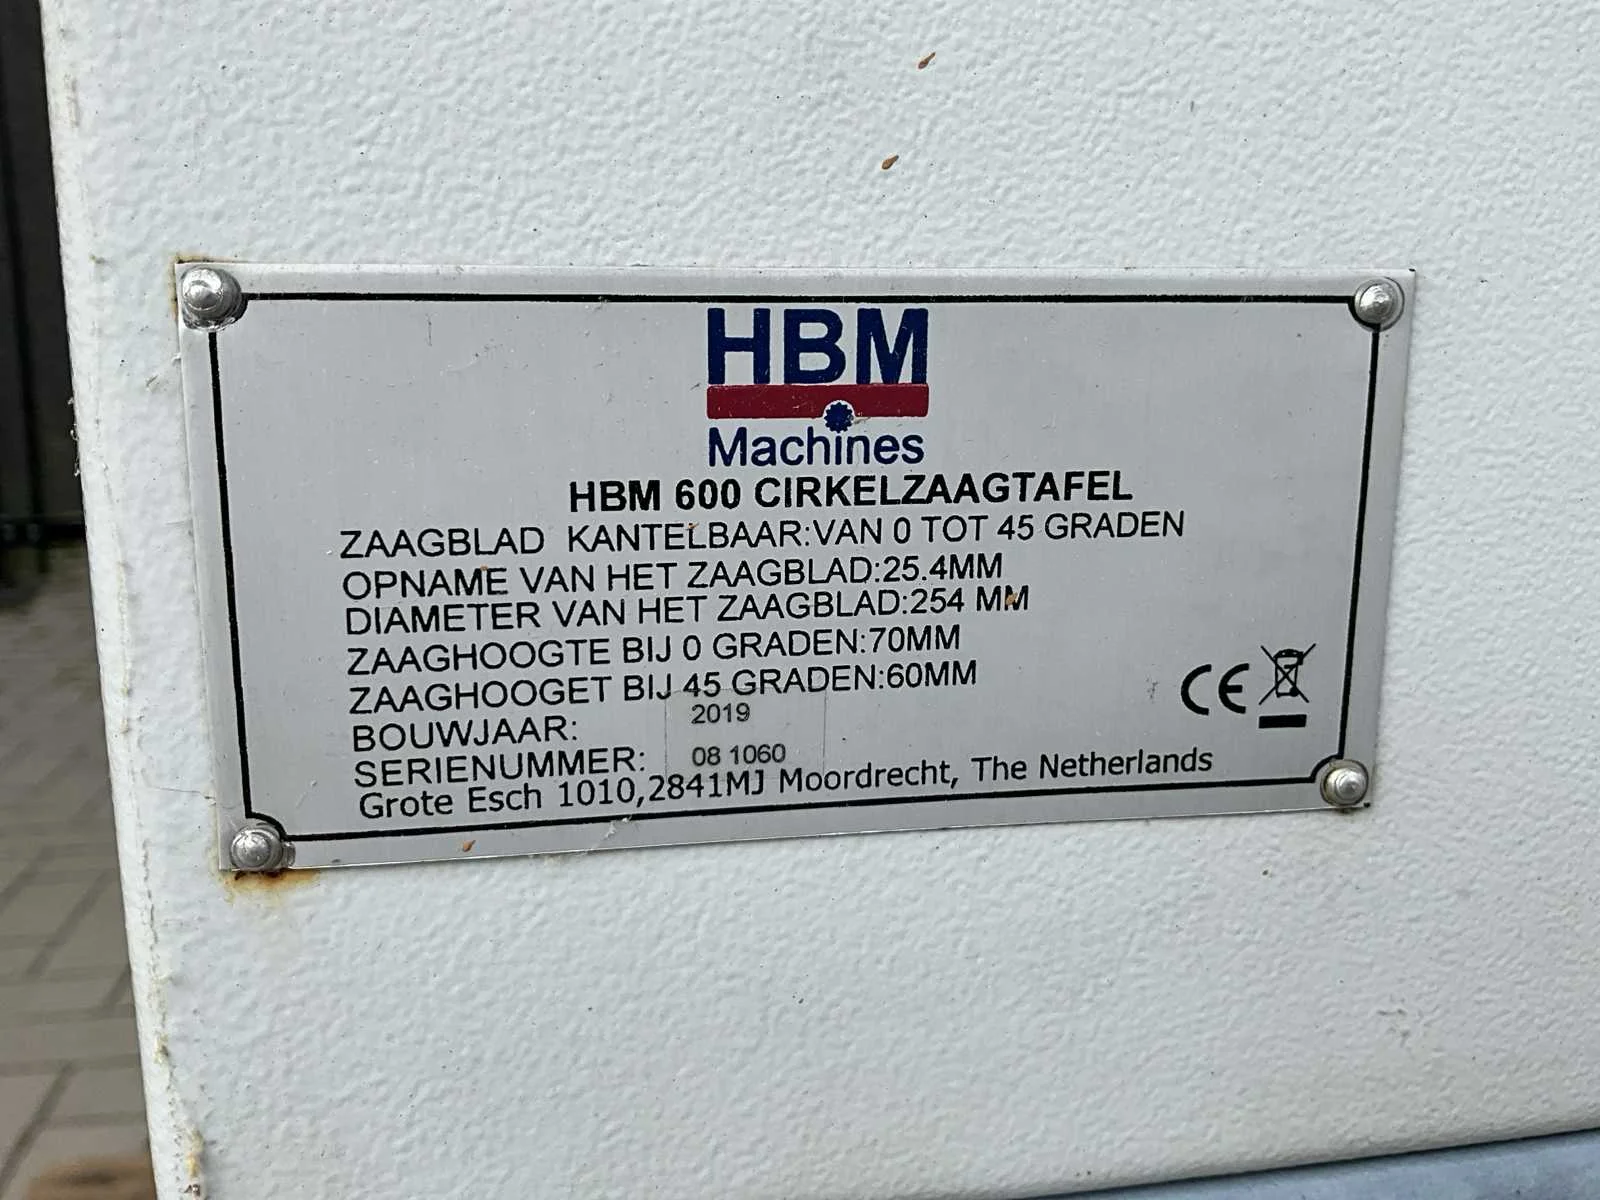 HBM
Machines
HBM 600 CIRKELZAAGTAFEL
ZAAGBLAD KANTELBAAR:VAN 0 TOT 45 GRADEN
OPNAME VAN HET ZAAGBLAD:25.4MM
DIAMETER VAN HET ZAAGBLAD:254 MM
ZAAGHOOGTE BIJ 0 GRADEN:70MM
ZAAGHOOGET BIJ 45 GRADEN:60MM
BOUWJAAR: 2019
SERIENUMMER: 08 1060
Grote Esch 1010,2841MJ Moordrecht, The Netherlands
CE